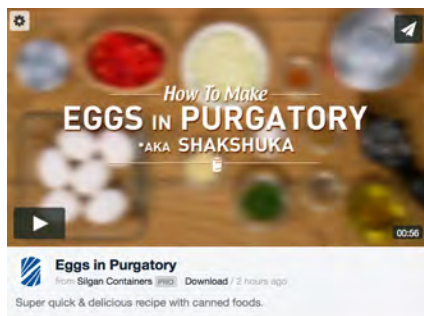 How To Make
EGGS IN PURGATORY
*AKA SHAKSHUKA
00:56
Eggs in Purgatory
from Silgan Containers PRO Download / 2 hours ago
Super quick & delicious recipe with canned foods.